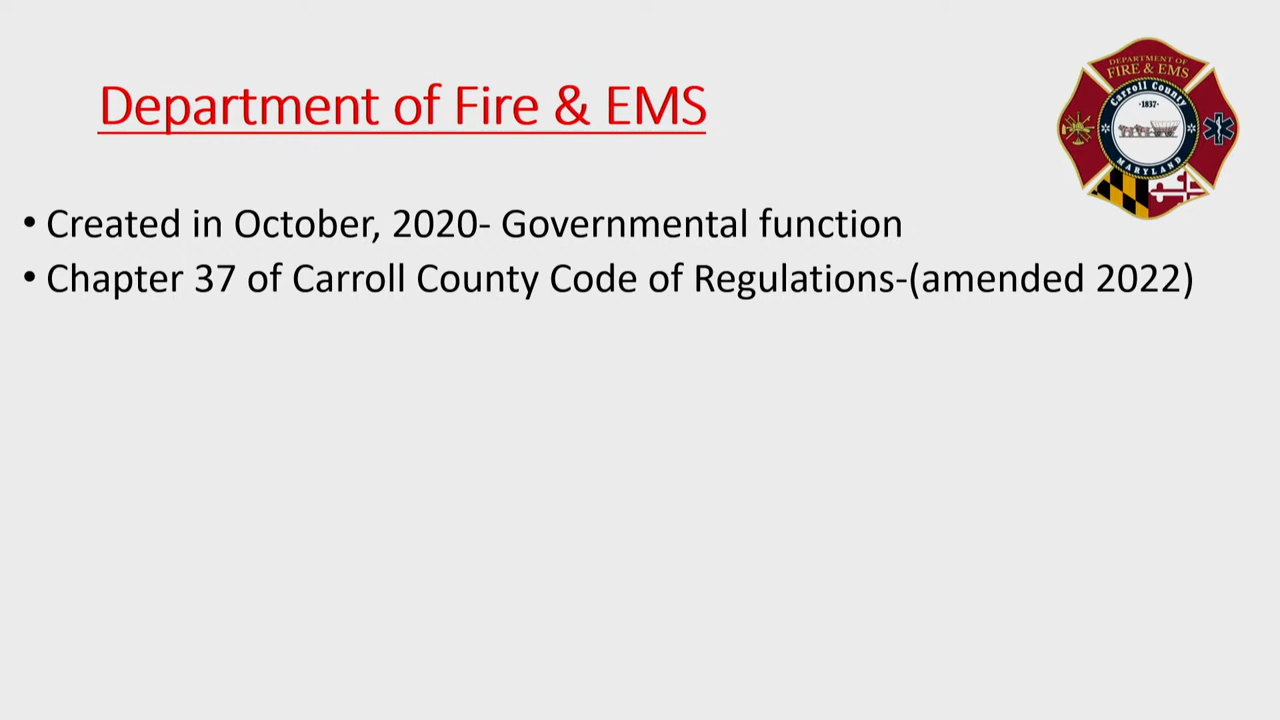 Department of Fire & EMS
DEPARTMENT OF
FIRE & EMS
Carroll County
·1837·
MARYLAND
• Created in October, 2020- Governmental function
• Chapter 37 of Carroll County Code of Regulations-(amended 2022)